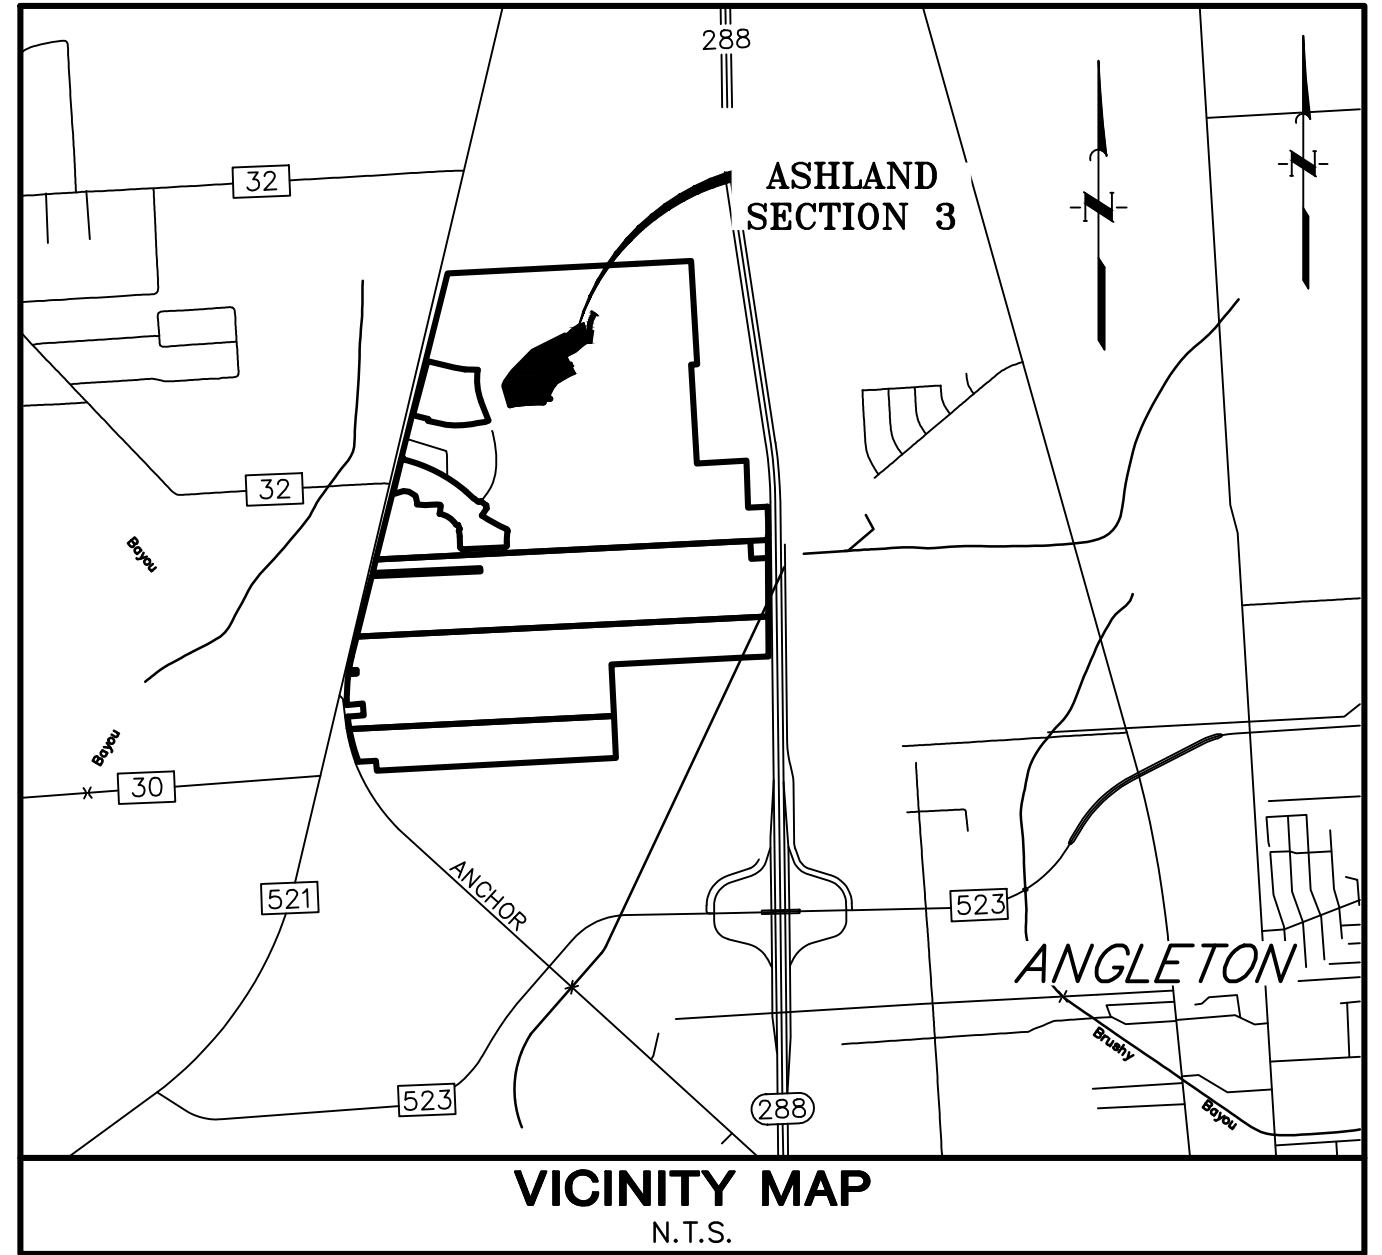 288
ASHLAND
SECTION 3
N
N
32
32
Bayou
Bayou
30
521
ANCHOR
523
ANGLETON
Brushy
Bayou
523
288
VICINITY MAP
N.T.S.